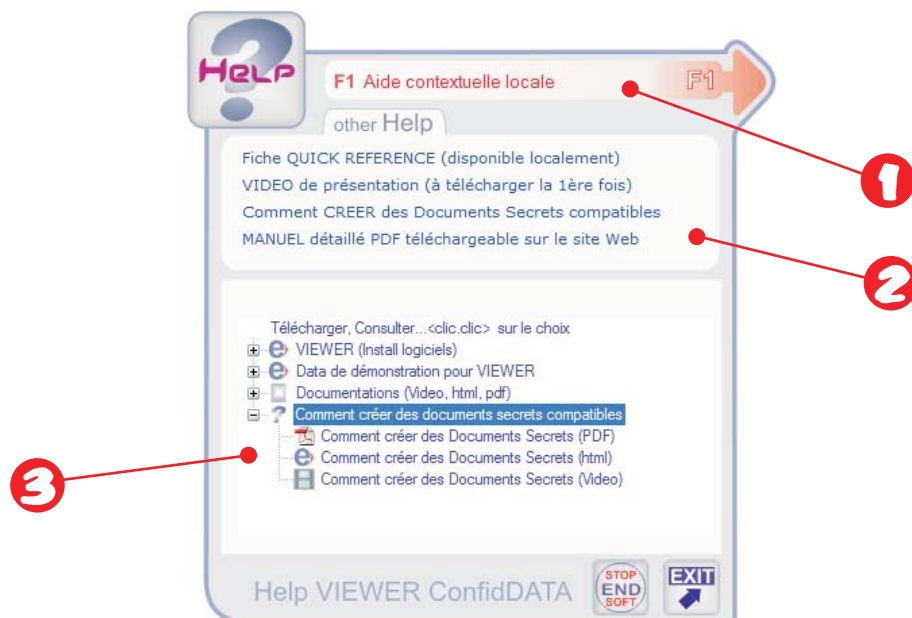 HELP
F1 Aide contextuelle locale
F1
other Help
Fiche QUICK REFERENCE (disponible localement)
VIDEO de présentation (à télécharger la 1ère fois)
Comment CREER des Documents Secrets compatibles
MANUEL détaillé PDF téléchargeable sur le site Web
1
2
Télécharger, Consulter...<clic.clic> sur le choix
VIEWER (Install logiciels)
Data de démonstration pour VIEWER
Documentations (Video, html, pdf)
Comment créer des documents secrets compatibles
Comment créer des Documents Secrets (PDF)
Comment créer des Documents Secrets (html)
Comment créer des Documents Secrets (Video)
3
Help VIEWER ConfidDATA
STOP
END
SOFT
EXIT